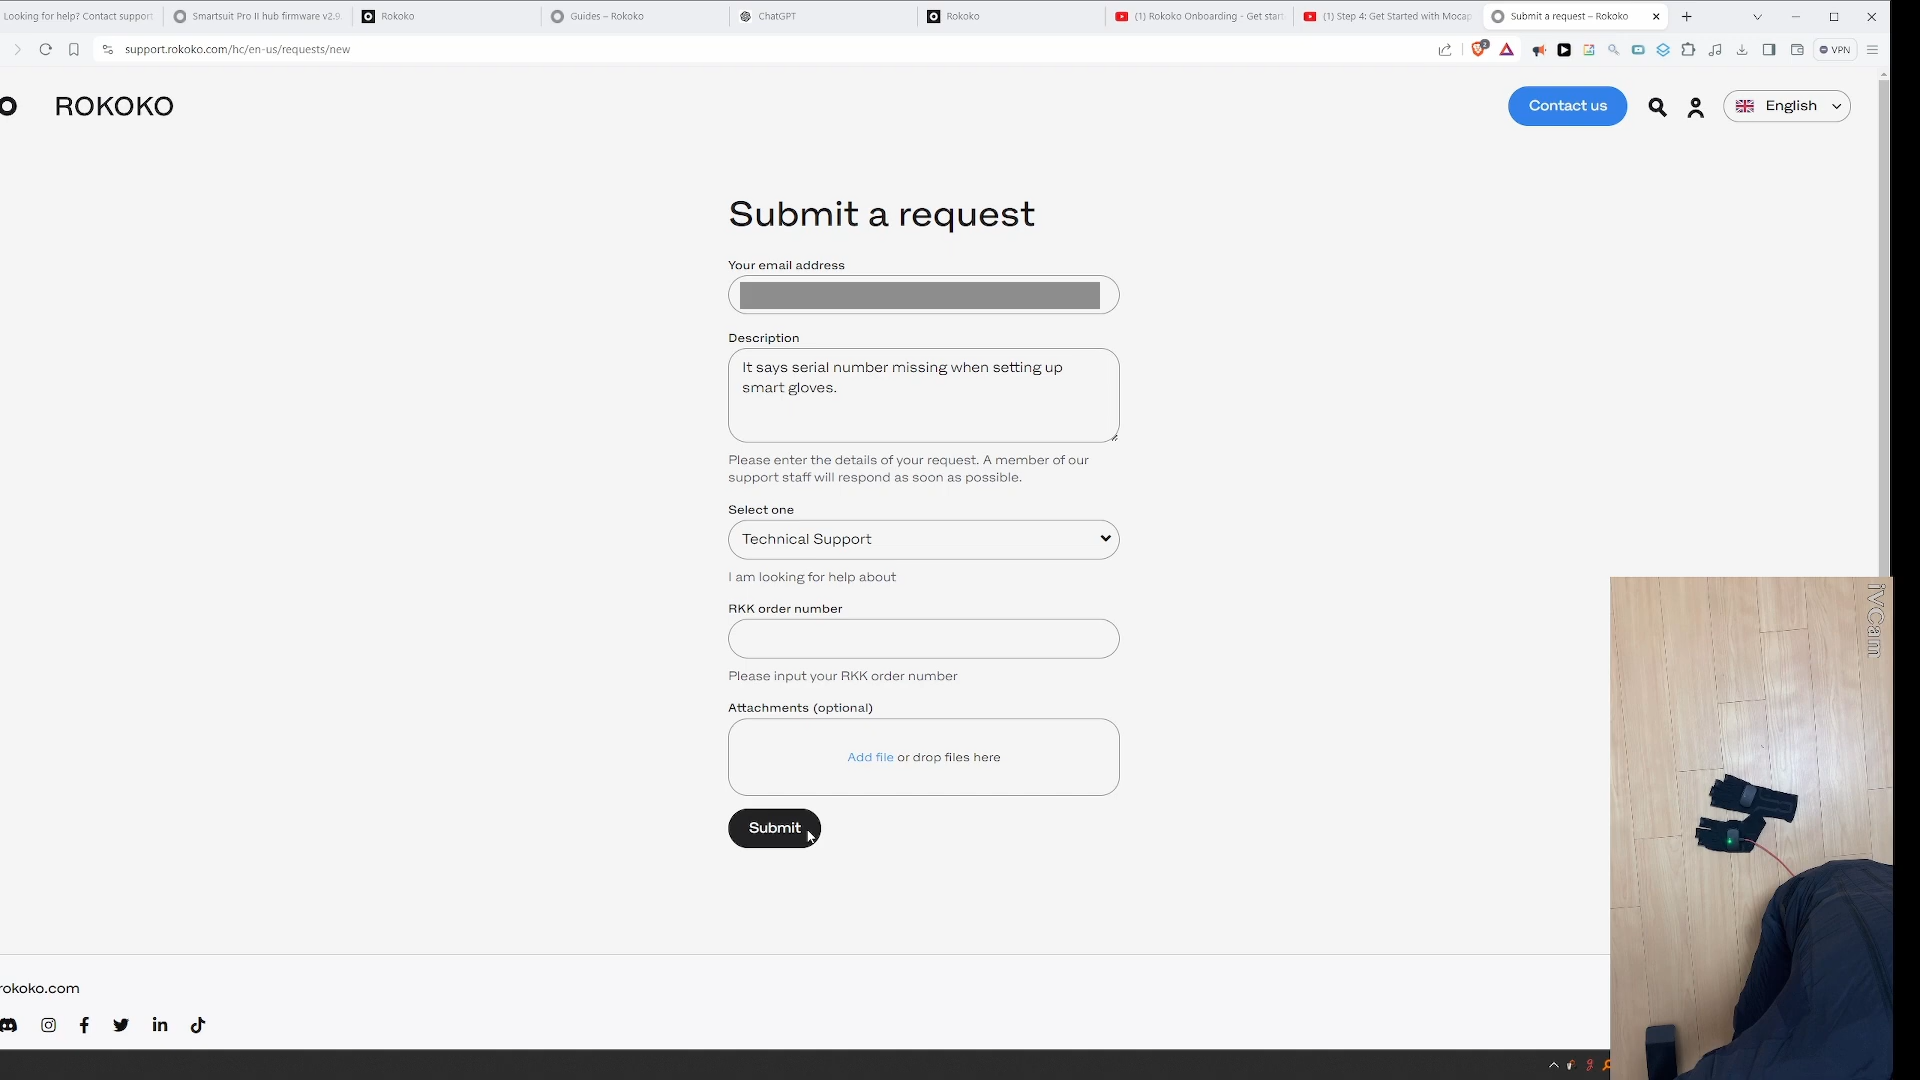 Looking for help? Contact support
Smartsuit Pro II hub firmware v2.9.
Rokoko
Guides – Rokoko
ChatGPT
Rokoko
(1) Rokoko Onboarding - Get start
(1) Step 4: Get Started with Mocap
Submit a request – Rokoko
support.rokoko.com/hc/en-us/requests/new
2
VPN
ROKOKO
Contact us
English
Submit a request
Your email address
Description
It says serial number missing when setting up
smart gloves.
Please enter the details of your request. A member of our
support staff will respond as soon as possible.
Select one
Technical Support
I am looking for help about
RKK order number
Please input your RKK order number
Attachments (optional)
Add file or drop files here
Submit
iVCam
rokoko.com